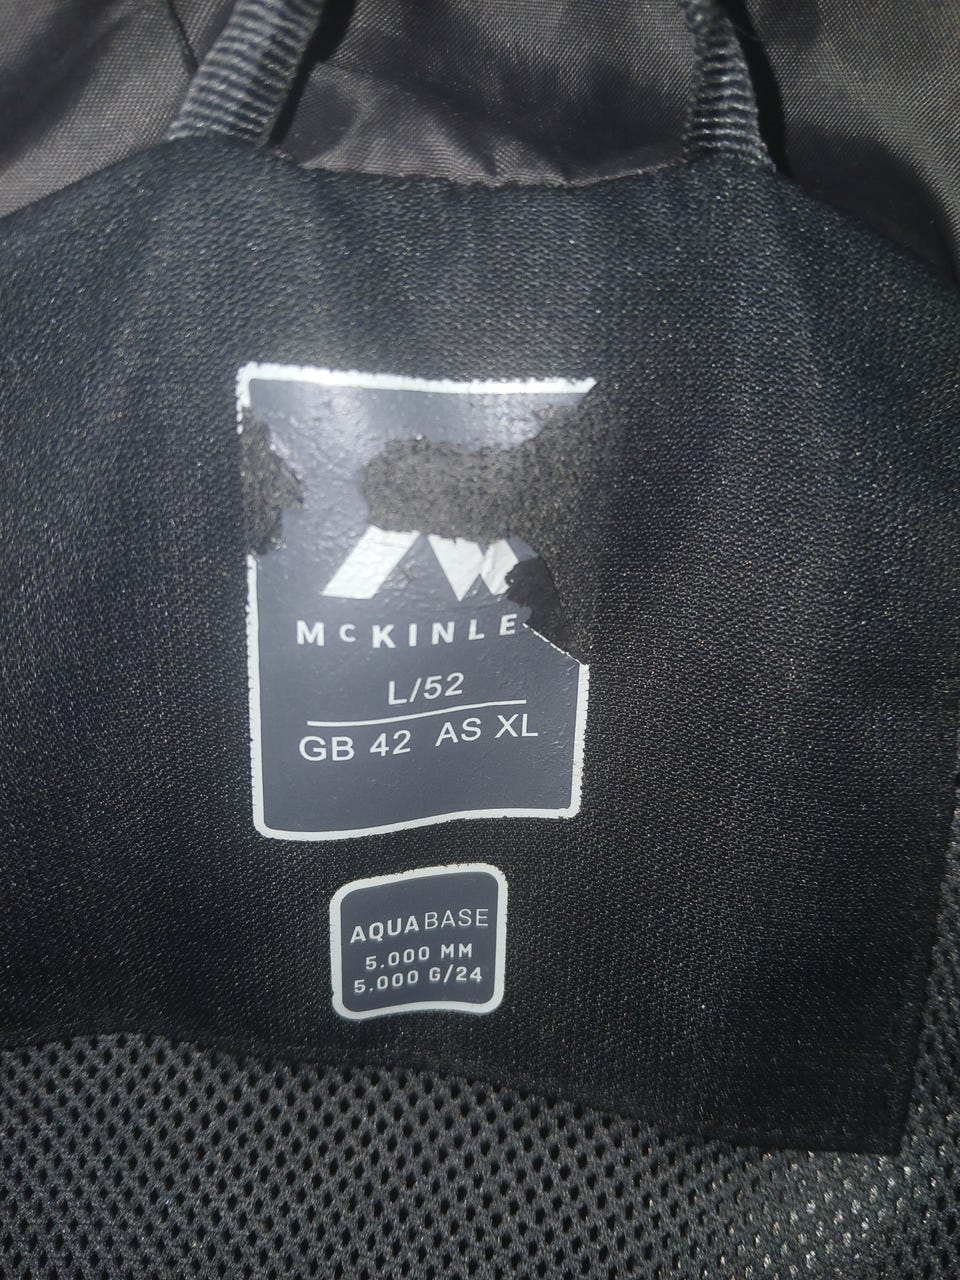 McKINLE
L/52
GB 42 AS XL
AQUABASE
5.000 MM
5.000 G/24